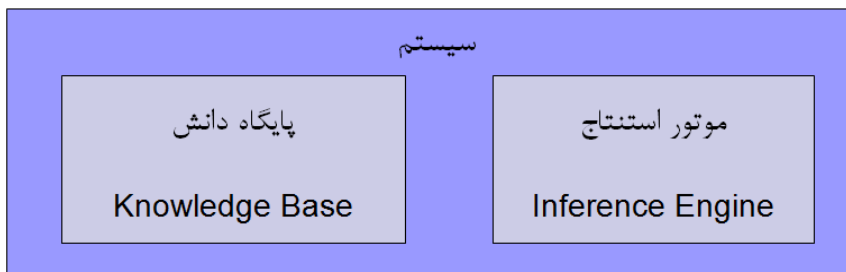 سیستم
پایگاه دانش
Knowledge Base
موتور استنتاج
Inference Engine